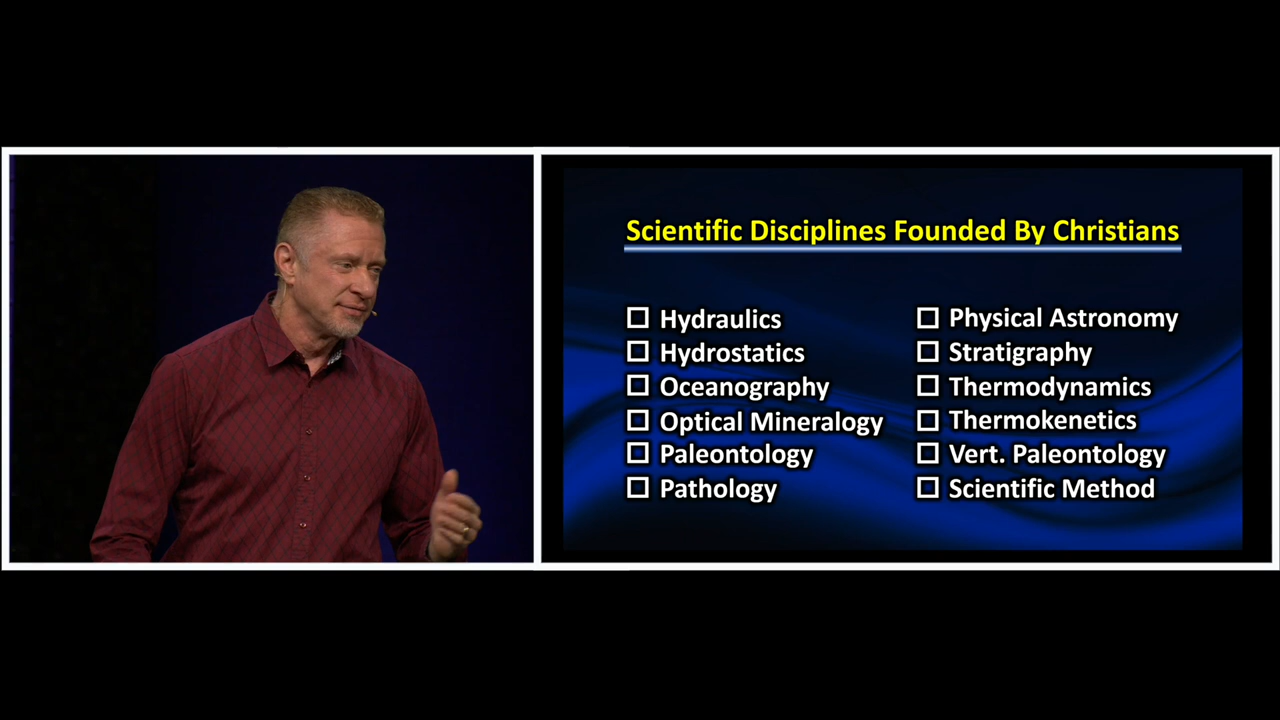 Scientific Disciplines Founded By Christians
Hydraulics
Hydrostatics
Oceanography
Optical Mineralogy
Paleontology
Pathology
Physical Astronomy
Stratigraphy
Thermodynamics
Thermokenetics
Vert. Paleontology
Scientific Method